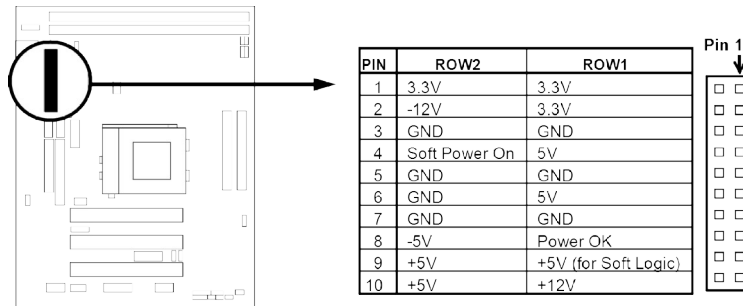 Pin 1
PIN ROW2 ROW1
1 3.3V 3.3V
2 -12V 3.3V
3 GND GND
4 Soft Power On 5V
5 GND GND
6 GND 5V
7 GND GND
8 -5V Power OK
9 +5V +5V (for Soft Logic)
10 +5V +12V